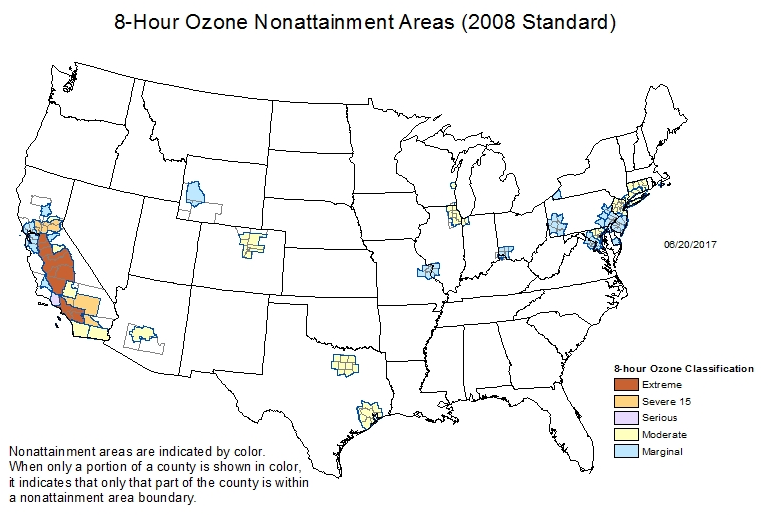 8-Hour Ozone Nonattainment Areas (2008 Standard)
06/20/2017
8-hour Ozone Classification
Extreme
Severe 15
Serious
Moderate
Marginal
Nonattainment areas are indicated by color.
When only a portion of a county is shown in color,
it indicates that only that part of the county is within
a nonattainment area boundary.